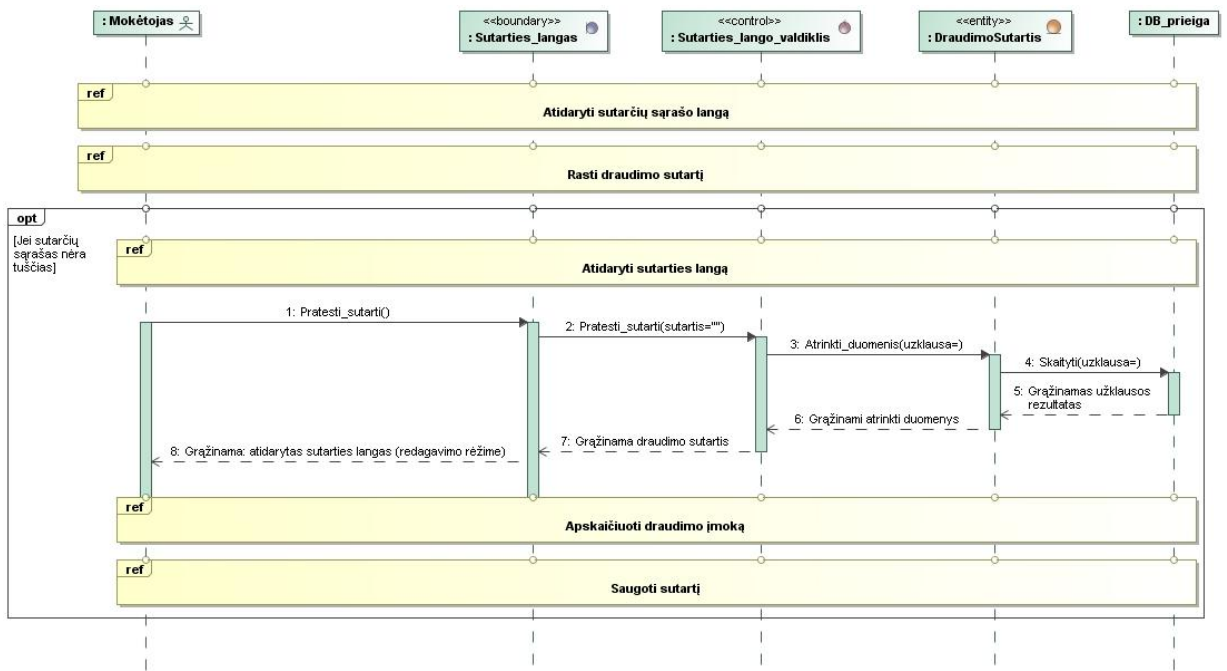 : Mokėtojas
<<boundary>>
: Sutarties_langas
<<control>>
: Sutarties_lango_valdiklis
<<entity>>
: DraudimoSutartis
: DB_prieiga
ref
Atidaryti sutarčių sąrašo langą
ref
Rasti draudimo sutartį
opt
[Jei sutarčių
sąrašas nėra
tuščias]
ref
Atidaryti sutarties langą
1: Pratesti_sutarti()
2: Pratesti_sutarti(sutartis="")
3: Atrinkti_duomenis(uzklausa=)
4: Skaityti(uzklausa=)
5: Grąžinamas užklausos
rezultatas
6: Grąžinami atrinkti duomenys
7: Grąžinama draudimo sutartis
8: Grąžinama: atidarytas sutarties langas (redagavimo rėžime)
ref
Apskaičiuoti draudimo įmoką
ref
Saugoti sutartį